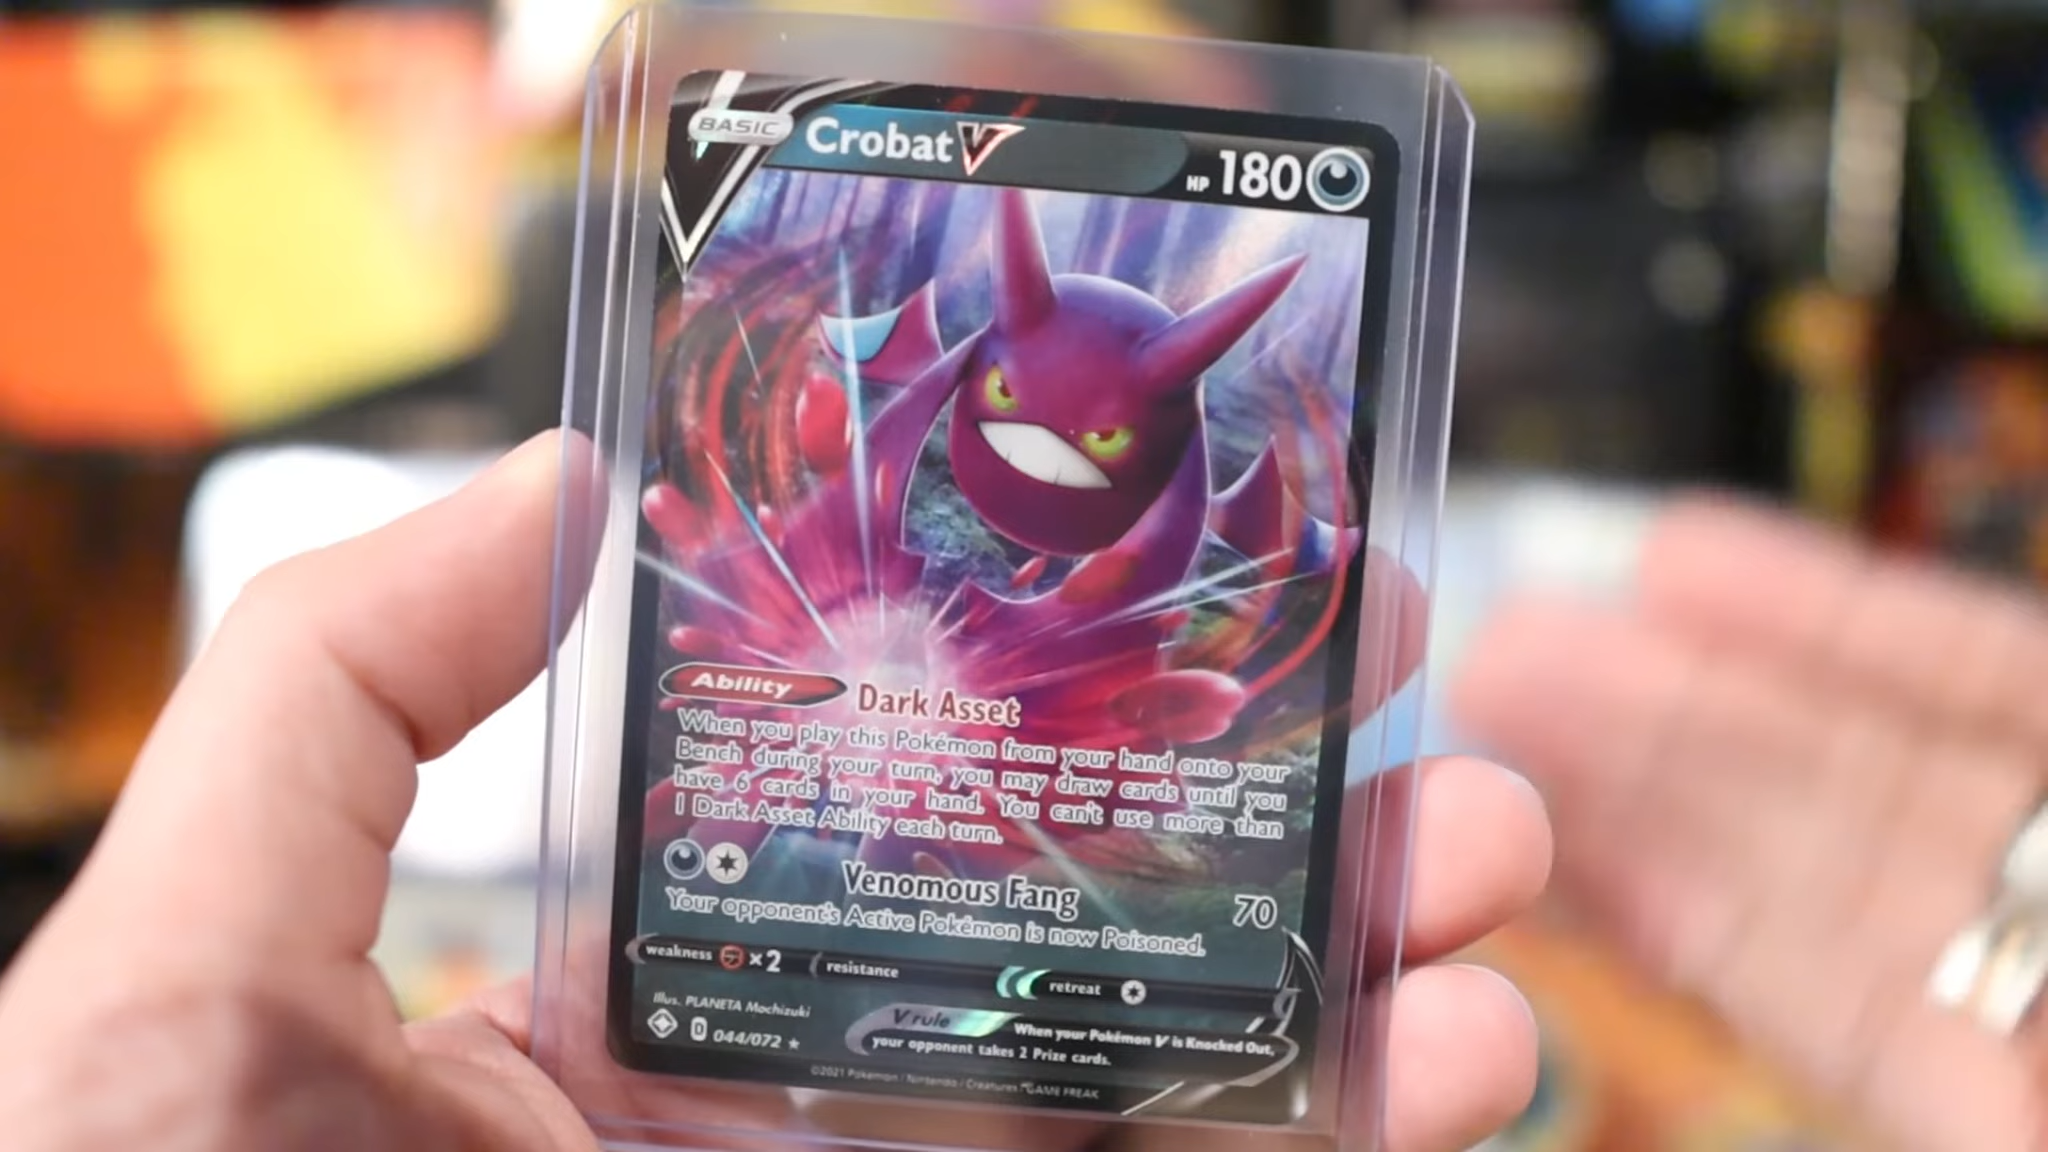 BASIC Crobat V HP 180
Ability Dark Asset
When you play this Pokémon from your hand onto your
Bench during your turn, you may draw cards until you
have 6 cards in your hand. You can't use more than
1 Dark Asset Ability each turn.
Venomous Fang 70
Your opponent's Active Pokémon is now Poisoned.
weakness ×2 resistance retreat
Illus. PLANETA Mochizuki
V rule When your Pokémon V is Knocked Out,
your opponent takes 2 Prize cards.
D 044/072 ★
©2021 Pokémon / Nintendo / Creatures / GAME FREAK